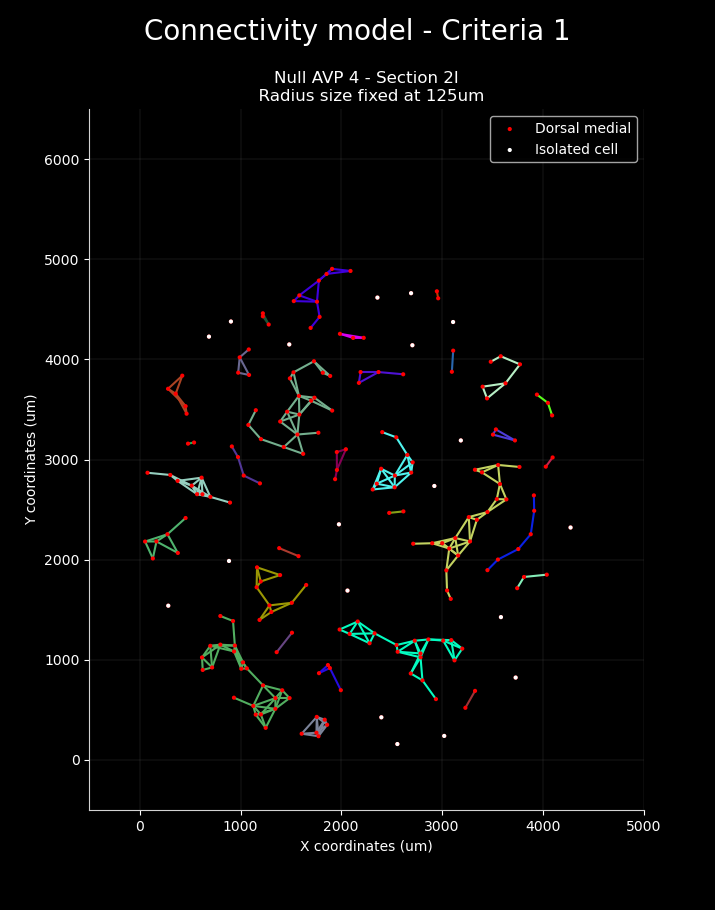 Connectivity model - Criteria 1
Null AVP 4 - Section 2I
Radius size fixed at 125um
Dorsal medial
Isolated cell
6000
5000
4000
3000
2000
1000
0
Y coordinates (um)
0 1000 2000 3000 4000 5000
X coordinates (um)